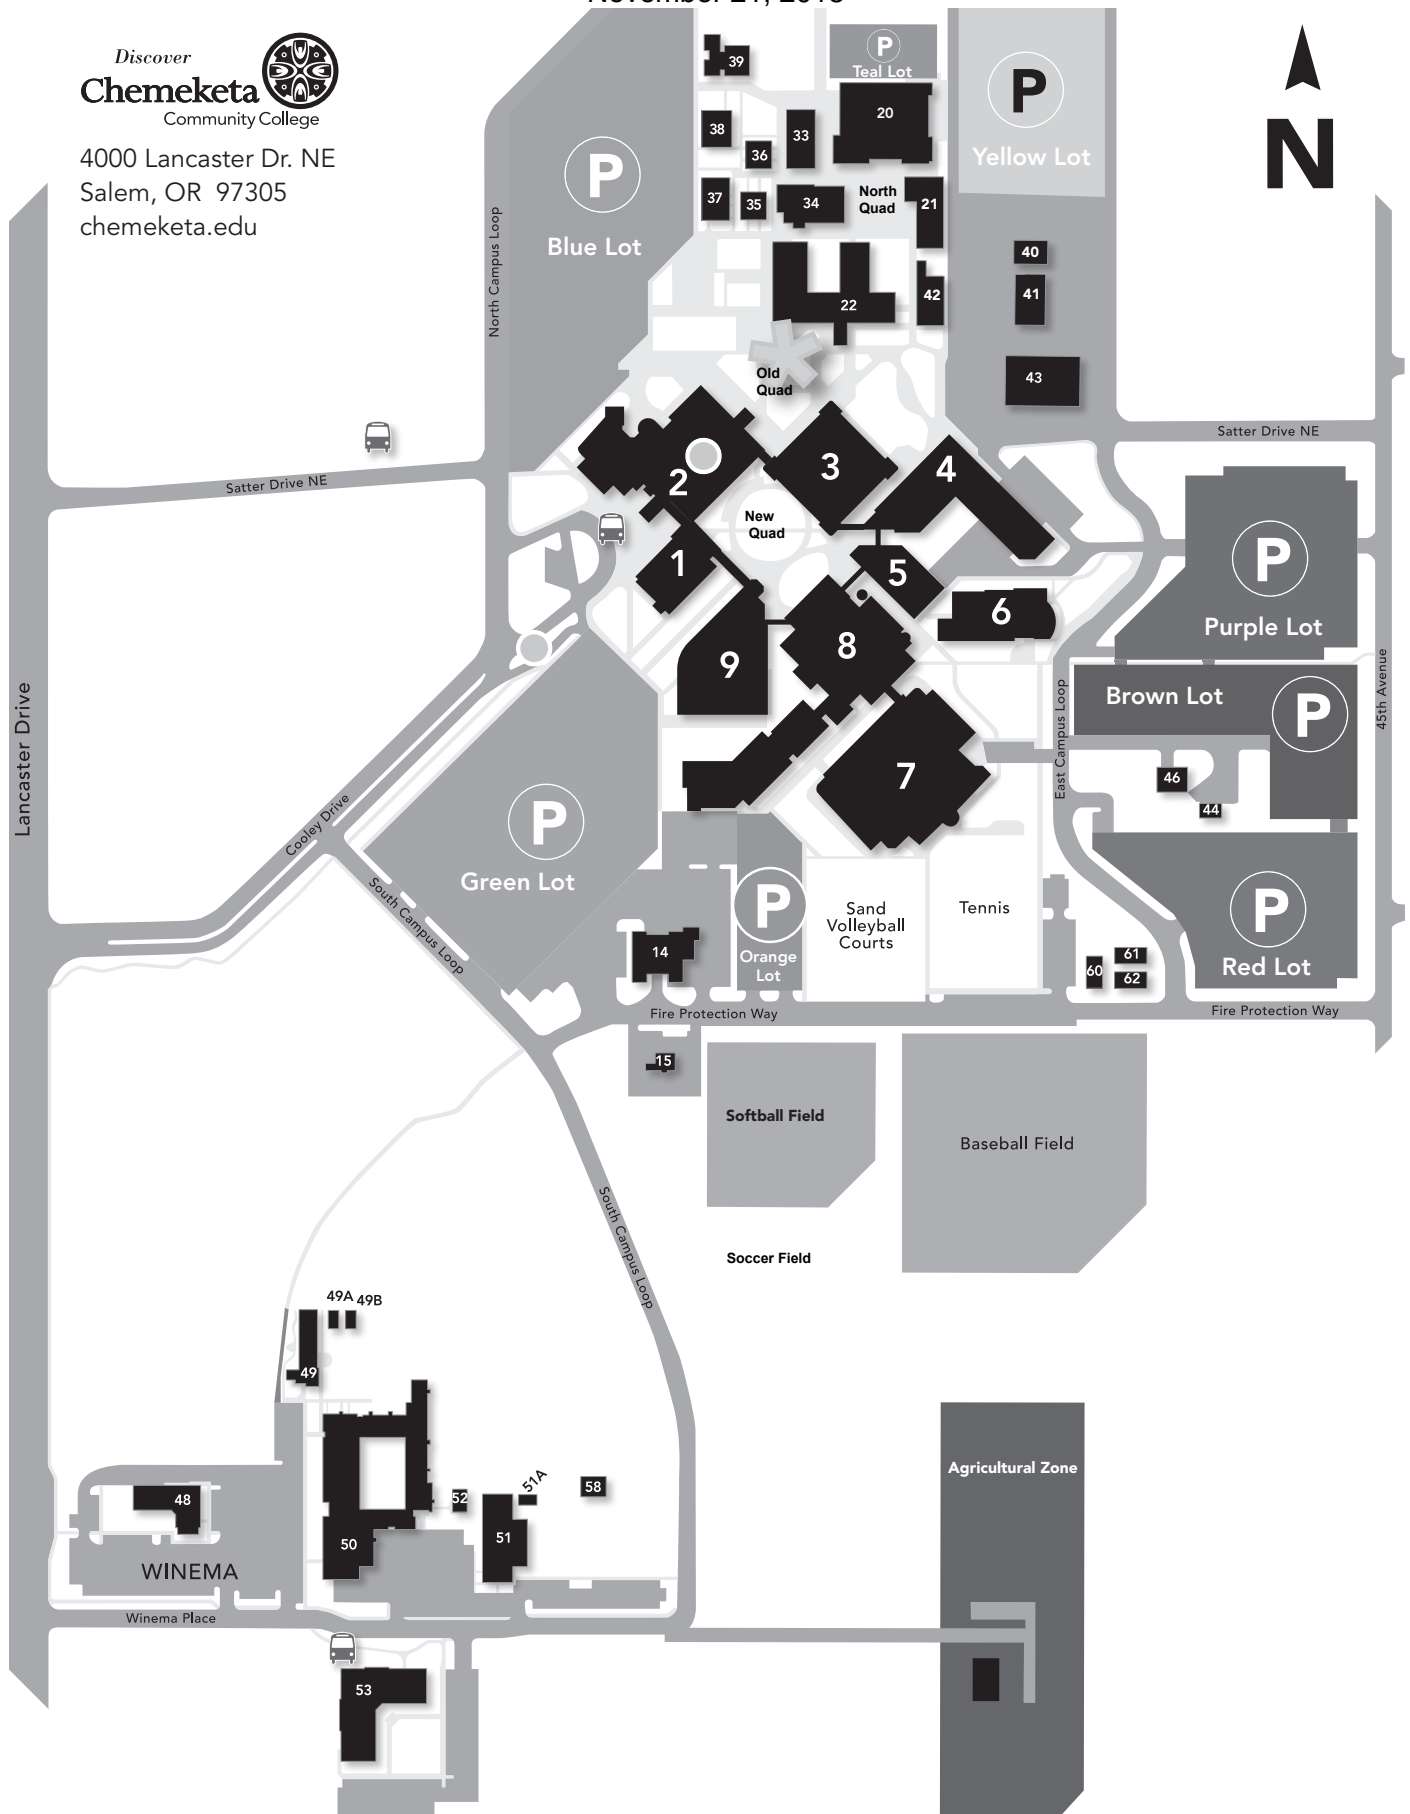 Discover
Chemeketa
Community College
4000 Lancaster Dr. NE
Salem, OR 97305
chemeketa.edu
N
P
Teal Lot
P
Yellow Lot
P
Blue Lot
39
38
36
33
20
37
35
34
North
Quad
21
22
42
40
41
43
Old
Quad
North Campus Loop
Satter Drive NE
Satter Drive NE
2
3
4
New
Quad
1
5
6
8
9
7
P
Purple Lot
Brown Lot
P
45th Avenue
East Campus Loop
46
44
Lancaster Drive
Cooley Drive
P
Green Lot
South Campus Loop
14
P
Orange
Lot
Sand
Volleyball
Courts
Tennis
P
Red Lot
60
61
62
Fire Protection Way
Fire Protection Way
15
Softball Field
Baseball Field
Soccer Field
South Campus Loop
49A
49B
49
48
50
52
51A
51
58
WINEMA
Winema Place
53
Agricultural Zone